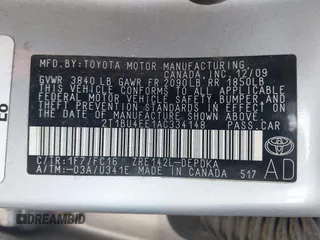 MFD.BY:TOYOTA MOTOR MANUFACTURING,
CANADA, INC. 12/09
GVWR 3840 LB GAWR FR 2090LB RR 1850LB
THIS VEHICLE CONFORMS TO ALL APPLICABLE
FEDERAL MOTOR VEHICLE SAFETY, BUMPER, AND
THEFT PREVENTION STANDARDS IN EFFECT ON
THE DATE OF MANUFACTURE SHOWN ABOVE.
2T1BU4EE1AC334148 PASS.CAR
C/TR:1F7/FC16 ZRE142L-DEPDKA
A/TM:-03A/U341E MADE IN CANADA 517
AD
DREAMBID